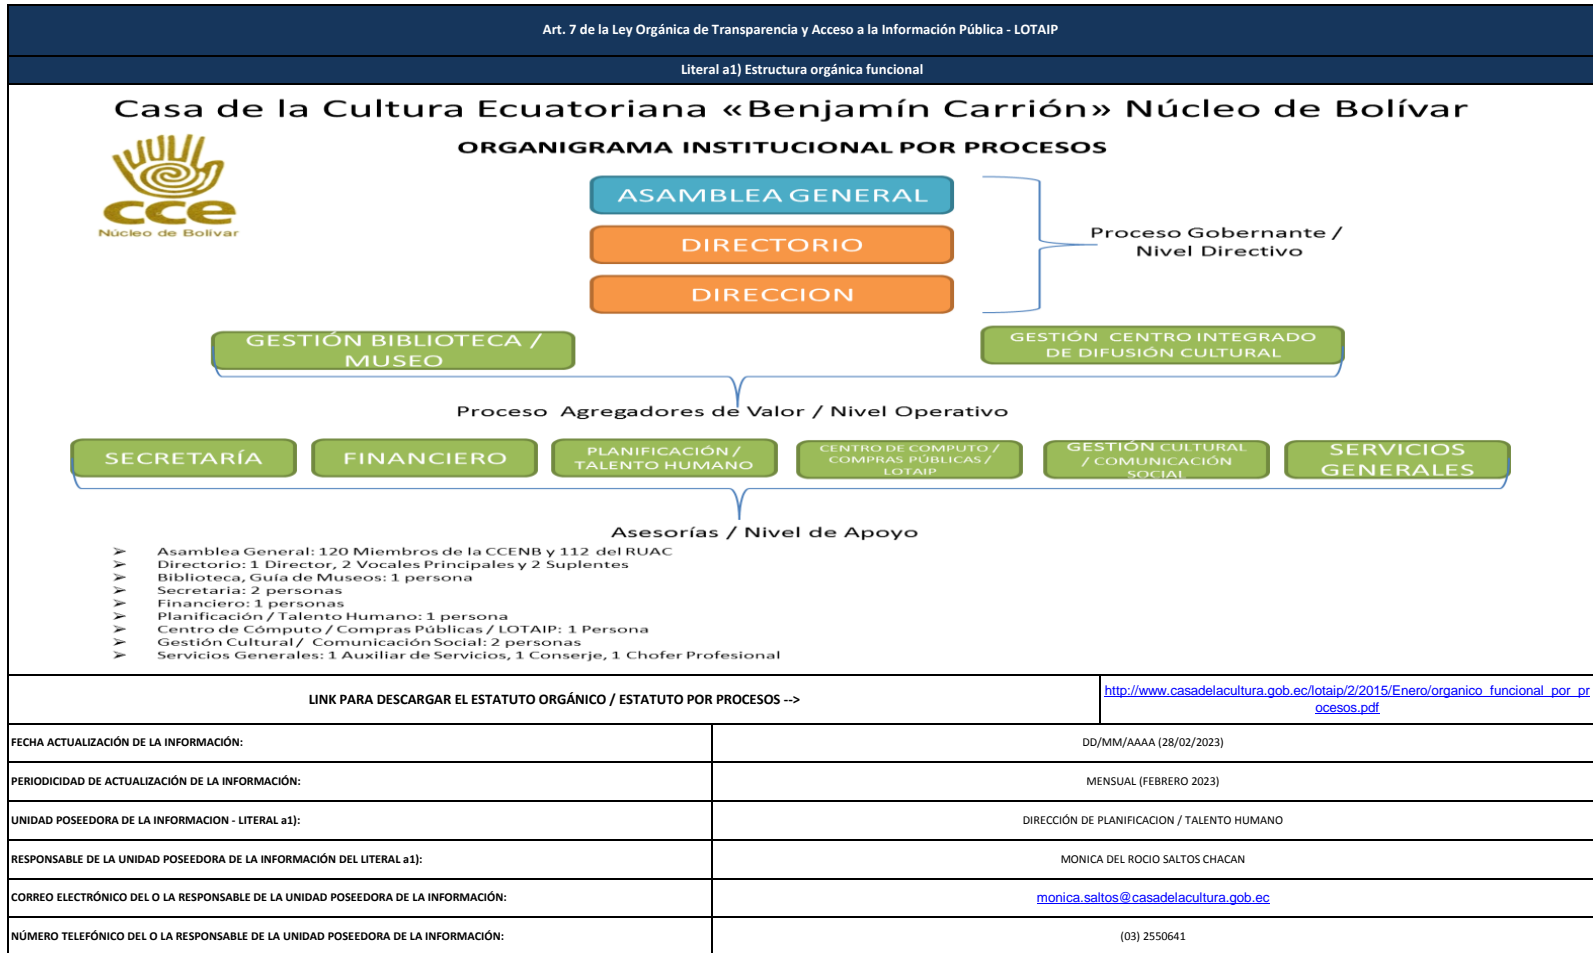 Art. 7 de la Ley Orgánica de Transparencia y Acceso a la Información Pública - LOTAIP
Literal a1) Estructura orgánica funcional
Casa de la Cultura Ecuatoriana «Benjamín Carrión» Núcleo de Bolívar
ORGANIGRAMA INSTITUCIONAL POR PROCESOS
cce
Núcleo de Bolívar
ASAMBLEA GENERAL
DIRECTORIO
DIRECCION
Proceso Gobernante /
Nivel Directivo
GESTIÓN BIBLIOTECA /
MUSEO
GESTIÓN CENTRO INTEGRADO
DE DIFUSIÓN CULTURAL
Proceso Agregadores de Valor / Nivel Operativo
SECRETARÍA
FINANCIERO
PLANIFICACIÓN /
TALENTO HUMANO
CENTRO DE COMPUTO /
COMPRAS PÚBLICAS /
LOTAIP
GESTIÓN CULTURAL
/ COMUNICACIÓN
SOCIAL
SERVICIOS
GENERALES
Asesorías / Nivel de Apoyo
➢ Asamblea General: 120 Miembros de la CCENB y 112 del RUAC
➢ Directorio: 1 Director, 2 Vocales Principales y 2 Suplentes
➢ Biblioteca, Guía de Museos: 1 persona
➢ Secretaria: 2 personas
➢ Financiero: 1 personas
➢ Planificación / Talento Humano: 1 persona
➢ Centro de Cómputo / Compras Públicas / LOTAIP: 1 Persona
➢ Gestión Cultural / Comunicación Social: 2 personas
➢ Servicios Generales: 1 Auxiliar de Servicios, 1 Conserje, 1 Chofer Profesional
LINK PARA DESCARGAR EL ESTATUTO ORGÁNICO / ESTATUTO POR PROCESOS -->
http://www.casadelacultura.gob.ec/lotaip/2/2015/Enero/organico_funcional_por_pr
ocesos.pdf
FECHA ACTUALIZACIÓN DE LA INFORMACIÓN:
DD/MM/AAAA (28/02/2023)
PERIODICIDAD DE ACTUALIZACIÓN DE LA INFORMACIÓN:
MENSUAL (FEBRERO 2023)
UNIDAD POSEEDORA DE LA INFORMACION - LITERAL a1):
DIRECCIÓN DE PLANIFICACION / TALENTO HUMANO
RESPONSABLE DE LA UNIDAD POSEEDORA DE LA INFORMACIÓN DEL LITERAL a1):
MONICA DEL ROCIO SALTOS CHACAN
CORREO ELECTRÓNICO DEL O LA RESPONSABLE DE LA UNIDAD POSEEDORA DE LA INFORMACIÓN:
monica.saltos@casadelacultura.gob.ec
NÚMERO TELEFÓNICO DEL O LA RESPONSABLE DE LA UNIDAD POSEEDORA DE LA INFORMACIÓN:
(03) 2550641